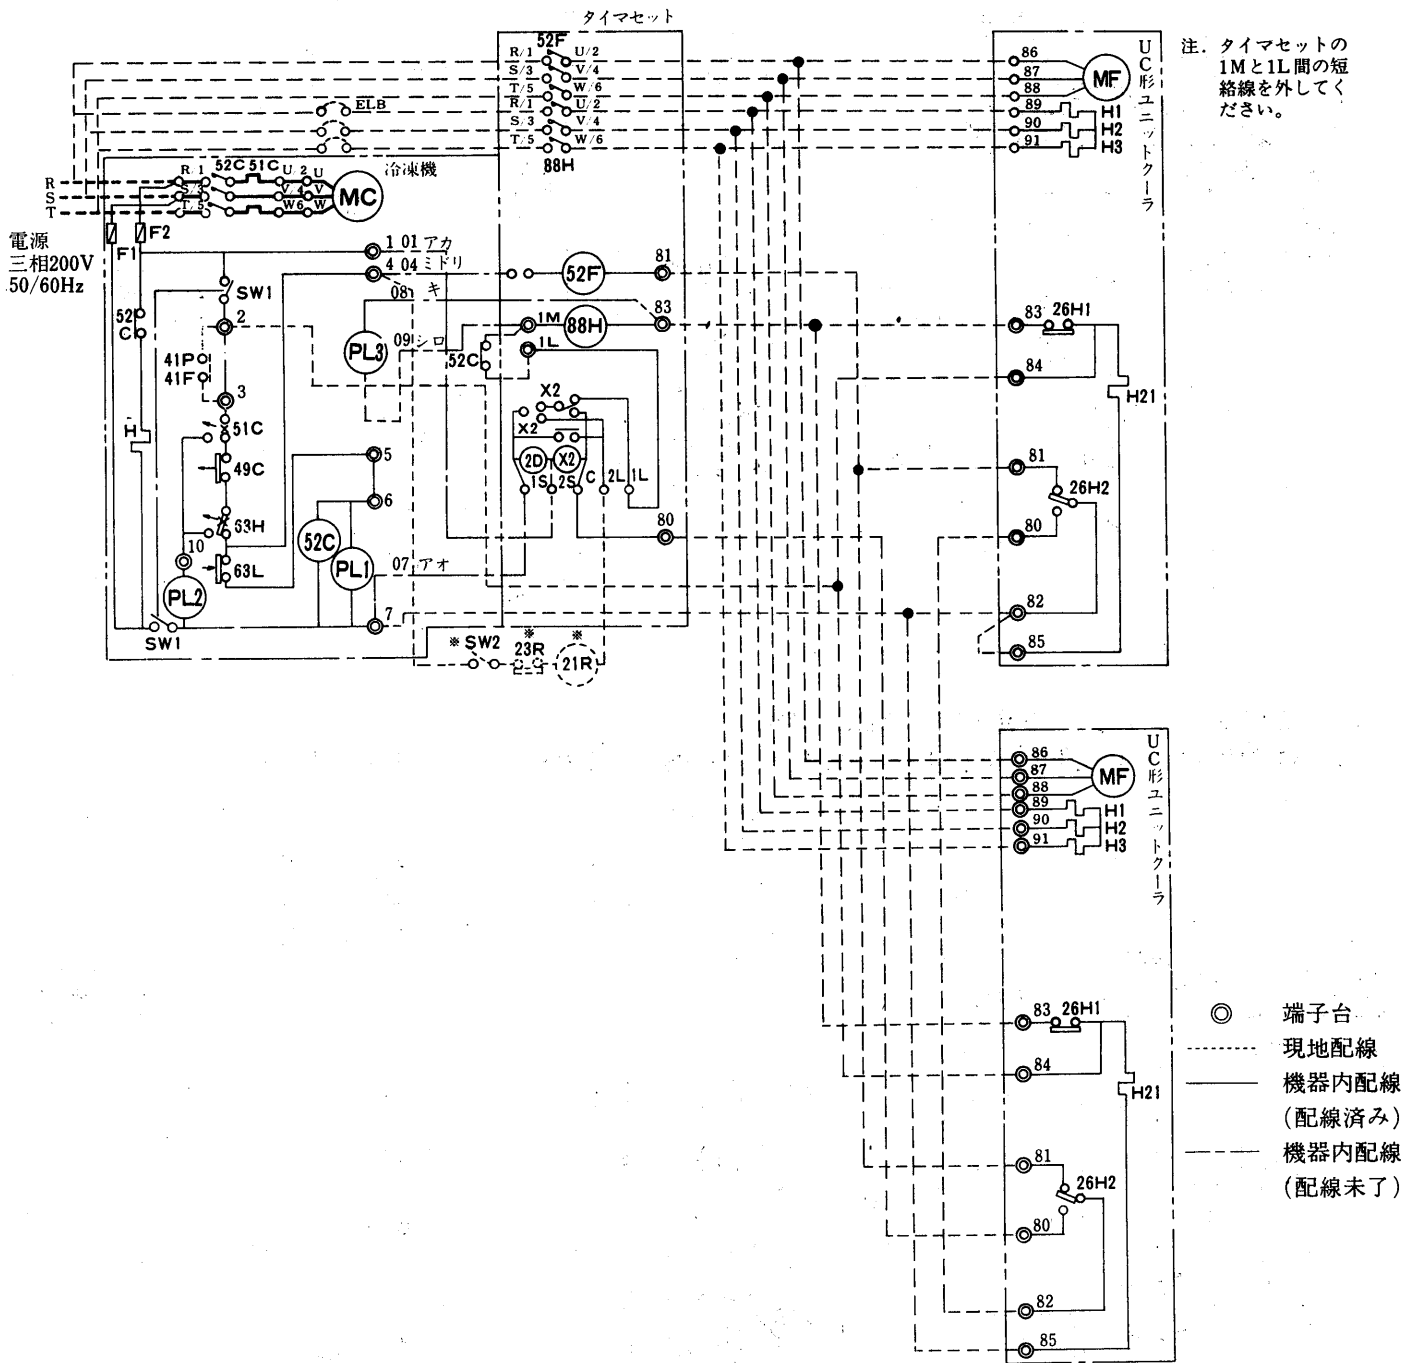 タイマセット
52F
R/1 U/2
S/3 V/4
T/5 W/6
R/1 U/2
S/3 V/4
T/5 W/6
88H
ELB
冷凍機
R/1 52C 51C U/2 U
S/3 V/4 V
T/5 W6 W
MC
R
S
T
電源
三相200V
50/60Hz
F1
F2
1 01 アカ
4 04 ミドリ
08 キ
09 シロ
07 アオ
SW1
2
52
C
41P
41F
3
H
51C
49C
63H
10
63L
PL2
SW1
PL3
5
6
52C
PL1
7
52F
81
83
1M
88H
1L
52C
X2
X2
2D
X2
1S
2S
C
2L
1L
80
※ SW2
※
23R
※
21R
UC形ユニットクーラ
86
87
88
89
90
91
MF
H1
H2
H3
83
26H1
84
H21
81
26H2
80
82
85
注. タイマセットの
1Mと1L間の短
絡線を外してく
ださい。
UC形ユニットクーラ
86
87
88
89
90
91
MF
H1
H2
H3
83
26H1
84
H21
81
26H2
80
82
85
端子台
現地配線
機器内配線
(配線済み)
機器内配線
(配線未了)